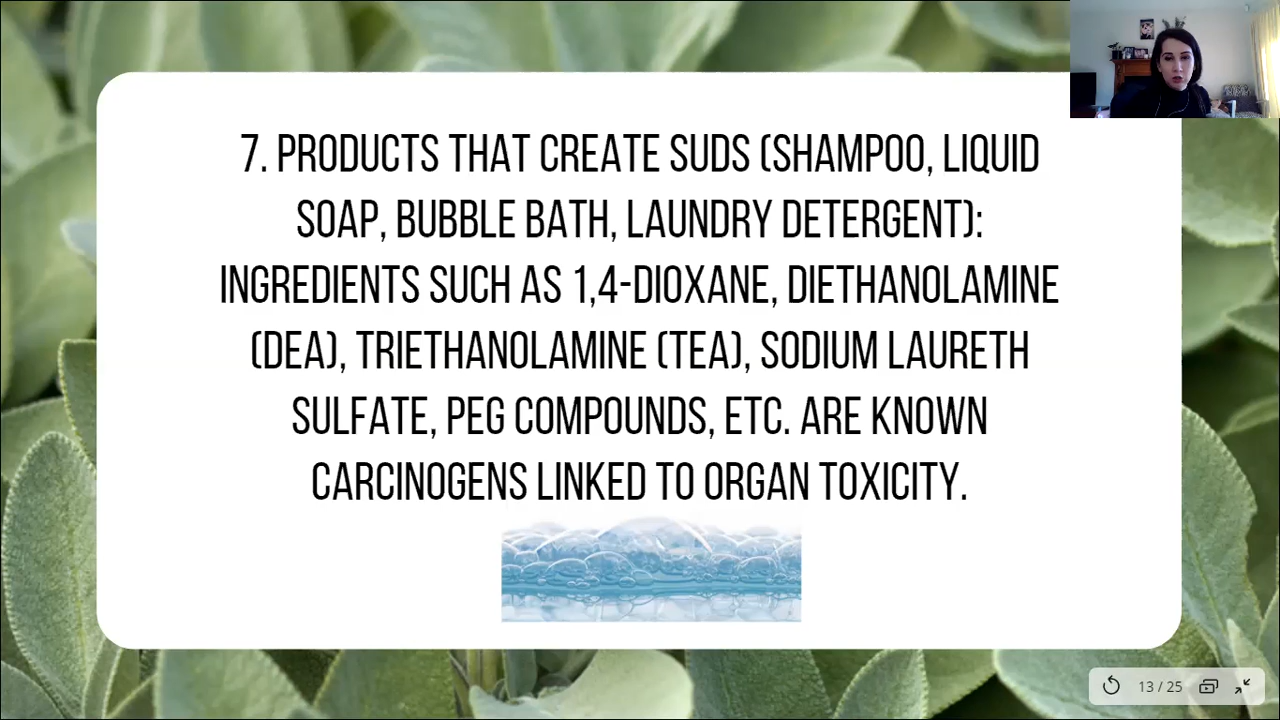 7. PRODUCTS THAT CREATE SUDS (SHAMPOO, LIQUID
SOAP, BUBBLE BATH, LAUNDRY DETERGENT):
INGREDIENTS SUCH AS 1,4-DIOXANE, DIETHANOLAMINE
(DEA), TRIETHANOLAMINE (TEA), SODIUM LAURETH
SULFATE, PEG COMPOUNDS, ETC. ARE KNOWN
CARCINOGENS LINKED TO ORGAN TOXICITY.
13 / 25